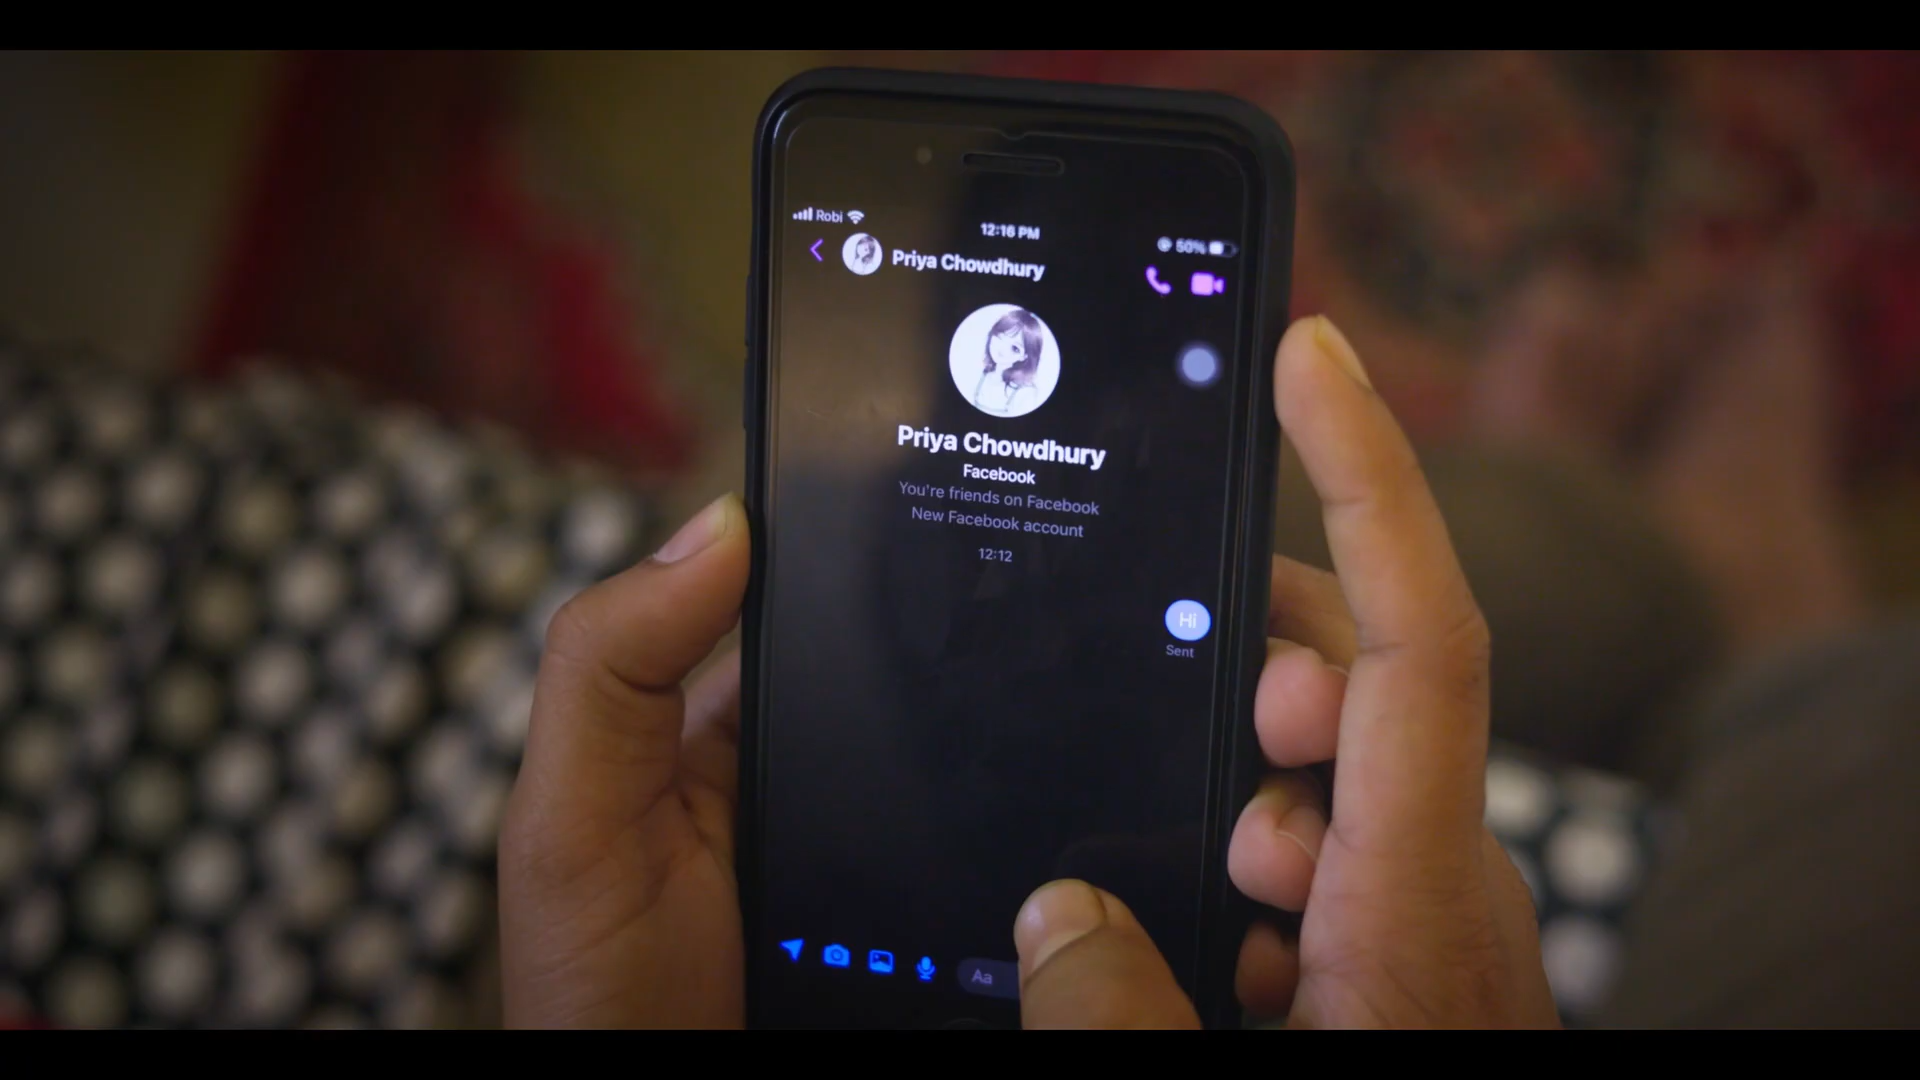 Robi
12:16 PM
50%
Priya Chowdhury
Priya Chowdhury
Facebook
You're friends on Facebook
New Facebook account
12:12
Hi
Sent
Aa